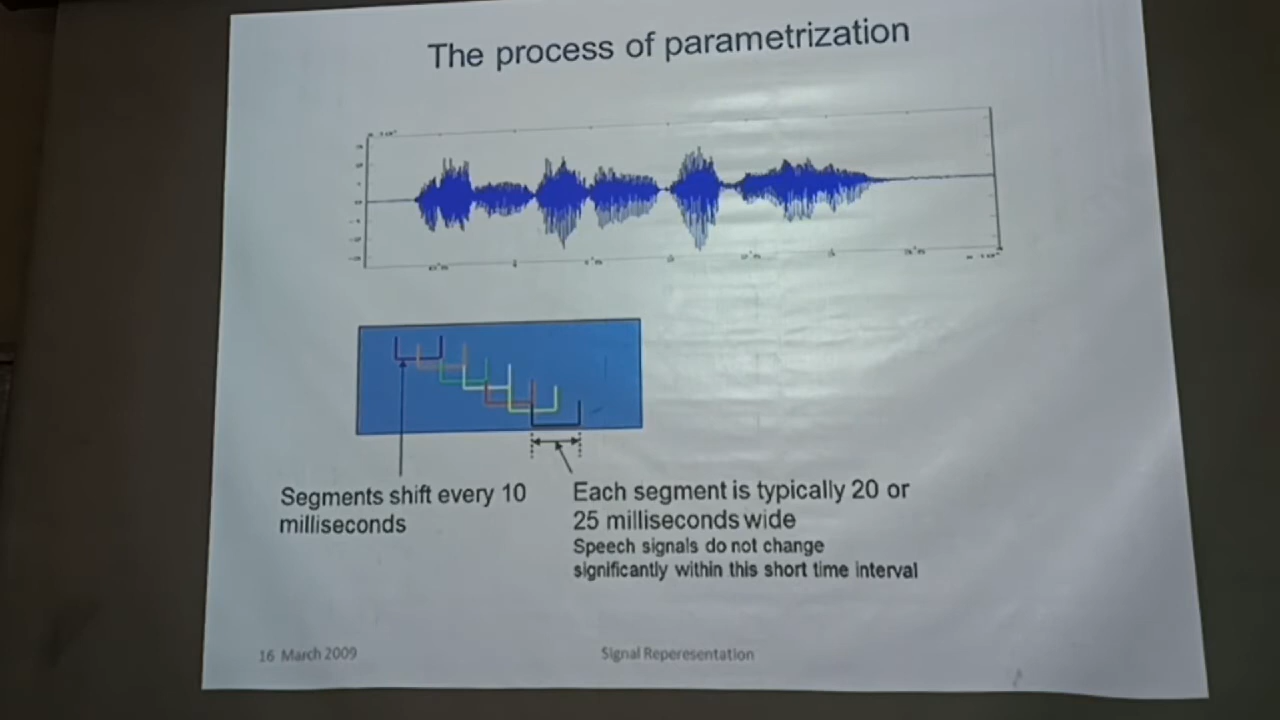 The process of parametrization
Segments shift every 10
milliseconds
Each segment is typically 20 or
25 milliseconds wide
Speech signals do not change
significantly within this short time interval
16 March 2009
Signal Reperesentation